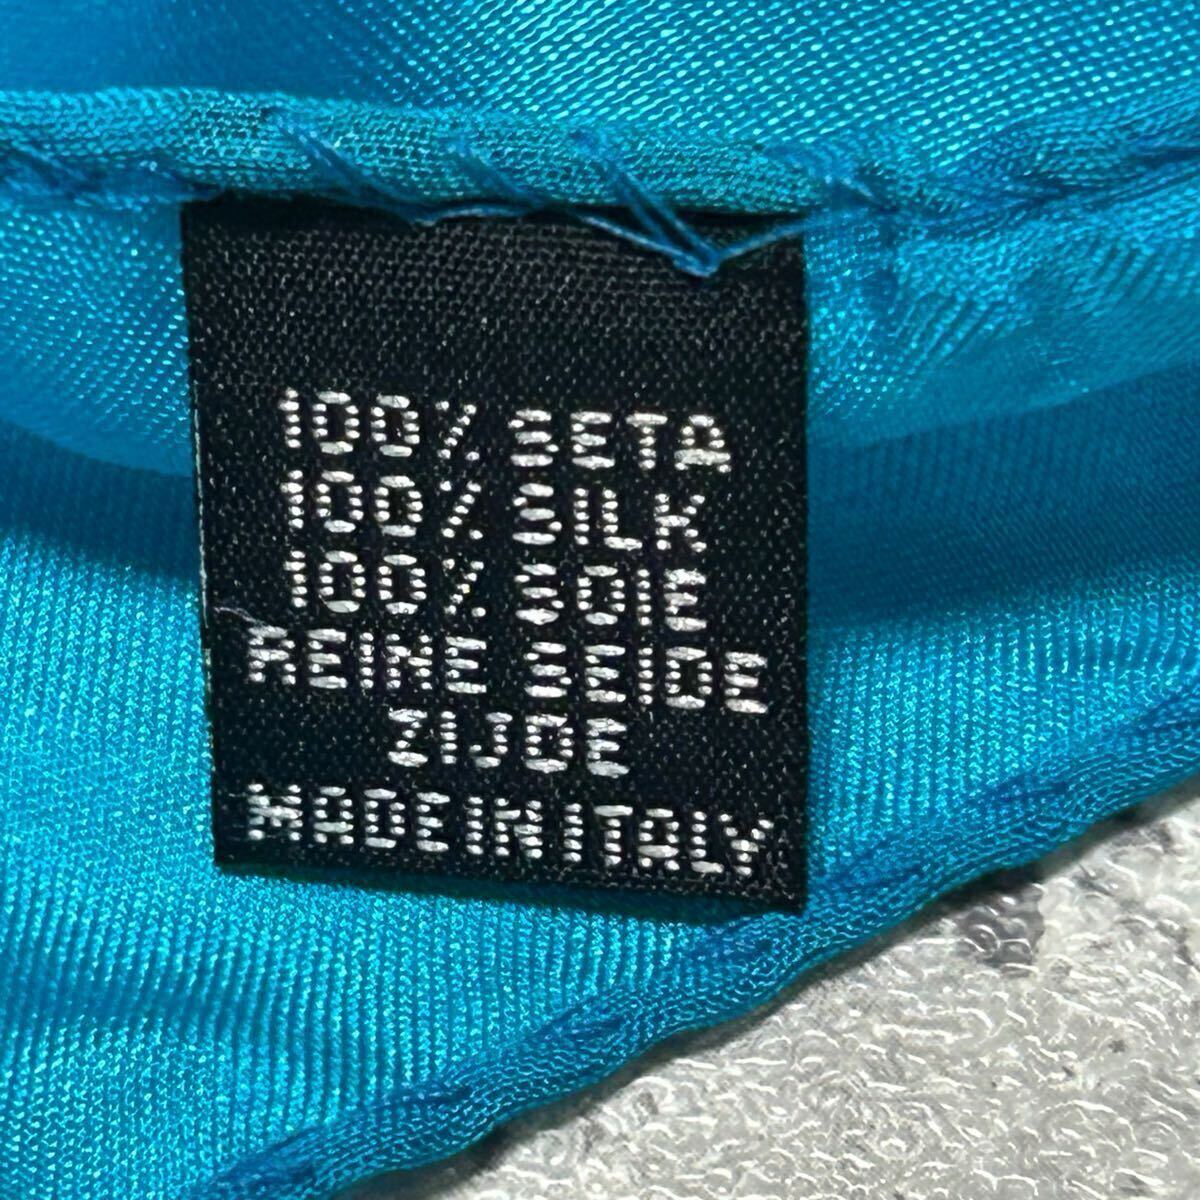 100% SETA
100% SILK
100% SOIE
REINE SEIDE
ZIJDE
MADE IN ITALY